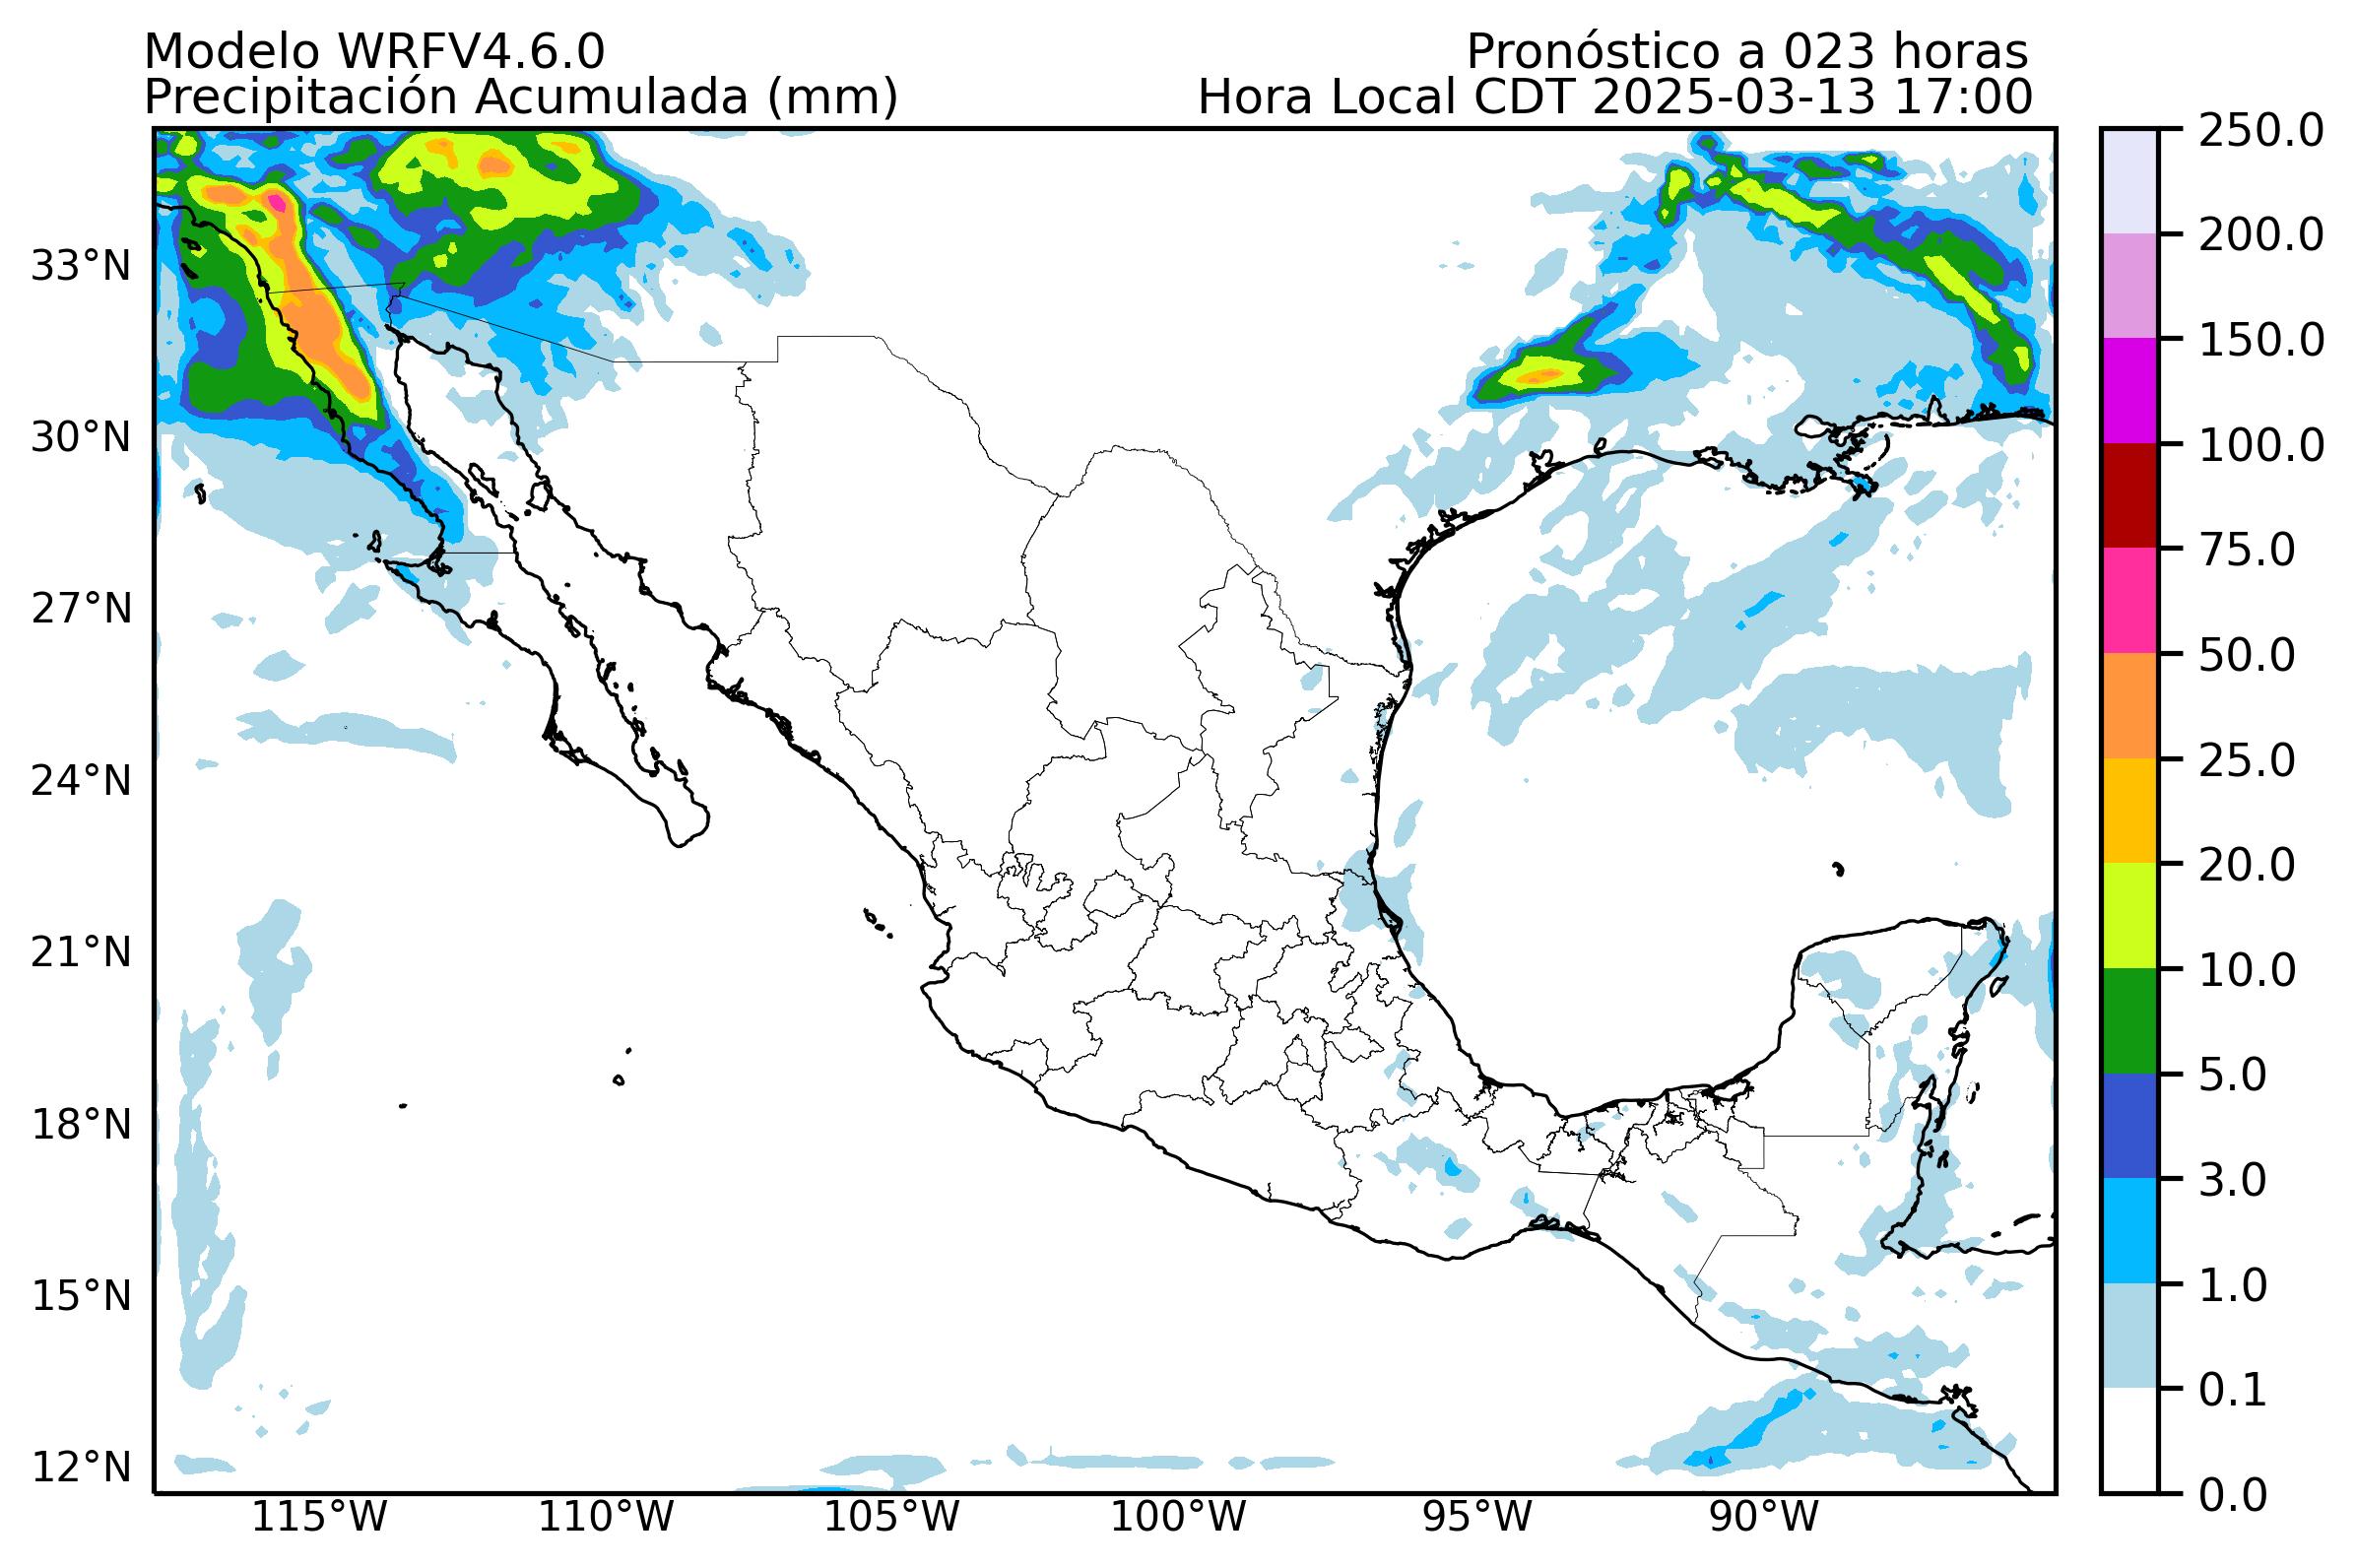 Modelo WRFV4.6.0
Pronóstico a 023 horas
Precipitación Acumulada (mm)
Hora Local CDT 2025-03-13 17:00
33°N
30°N
27°N
24°N
21°N
18°N
15°N
12°N
115°W
110°W
105°W
100°W
95°W
90°W
250.0
200.0
150.0
100.0
75.0
50.0
25.0
20.0
10.0
5.0
3.0
1.0
0.1
0.0